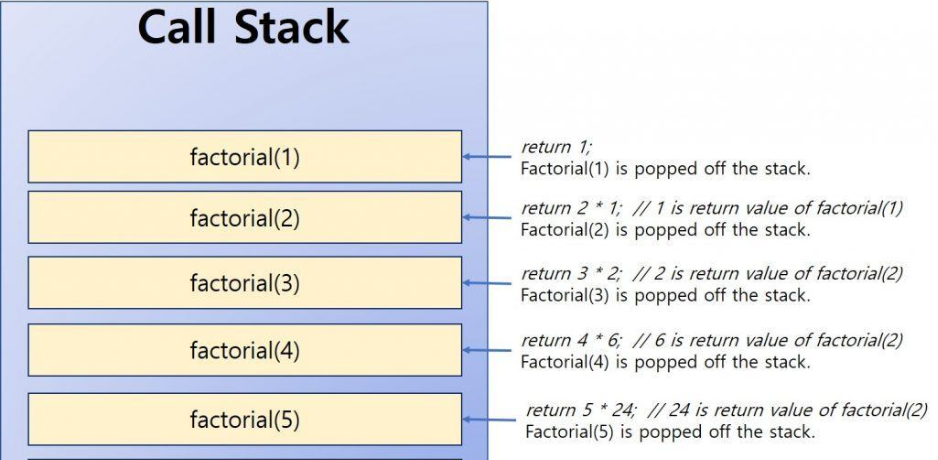 Call Stack
factorial(1)
return 1;
Factorial(1) is popped off the stack.
factorial(2)
return 2 * 1;  // 1 is return value of factorial(1)
Factorial(2) is popped off the stack.
factorial(3)
return 3 * 2;  // 2 is return value of factorial(2)
Factorial(3) is popped off the stack.
factorial(4)
return 4 * 6;  // 6 is return value of factorial(2)
Factorial(4) is popped off the stack.
factorial(5)
return 5 * 24;  // 24 is return value of factorial(2)
Factorial(5) is popped off the stack.